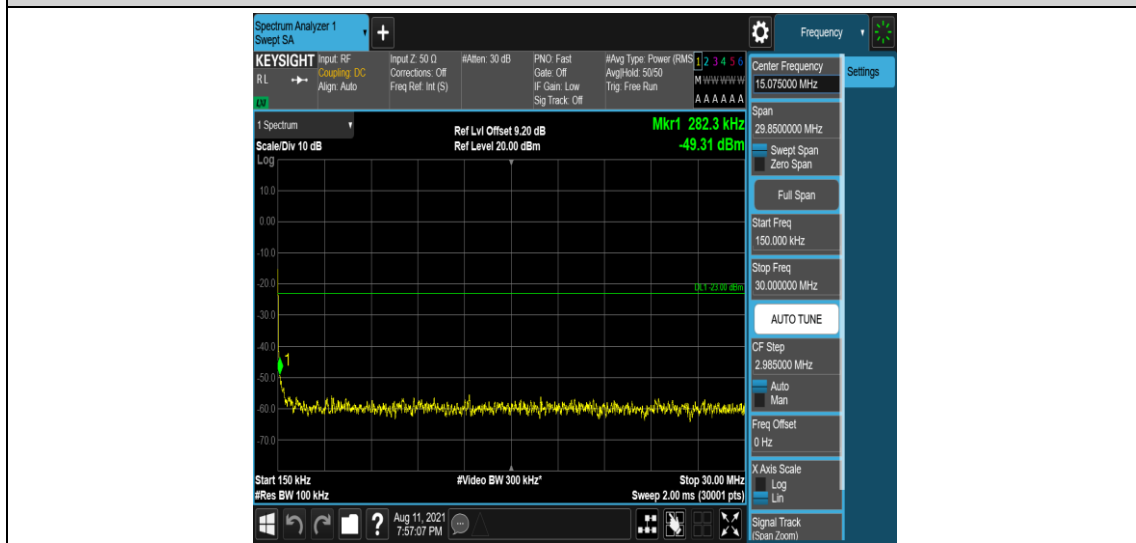 Spectrum Analyzer 1
Swept SA
+
Frequency
KEYSIGHT
RL
LXI
Input: RF
Coupling: DC
Align: Auto
Input Z: 50 Ω
Corrections: Off
Freq Ref: Int (S)
#Atten: 30 dB
PNO: Fast
Gate: Off
IF Gain: Low
Sig Track: Off
#Avg Type: Power (RMS
Avg|Hold: 50/50
Trig: Free Run
1 2 3 4 5 6
M W W W W W
A A A A A A
1 Spectrum
Scale/Div 10 dB
Log
Ref Lvl Offset 9.20 dB
Ref Level 20.00 dBm
Mkr1 282.3 kHz
-49.31 dBm
10.0
0.00
-10.0
-20.0
-30.0
-40.0
-50.0
-60.0
-70.0
DL1 -23.00 dBm
1
Start 150 kHz
#Res BW 100 kHz
#Video BW 300 kHz*
Stop 30.00 MHz
Sweep 2.00 ms (30001 pts)
Center Frequency
15.075000 MHz
Settings
Span
29.8500000 MHz
Swept Span
Zero Span
Full Span
Start Freq
150.000 kHz
Stop Freq
30.000000 MHz
AUTO TUNE
CF Step
2.985000 MHz
Auto
Man
Freq Offset
0 Hz
X Axis Scale
Log
Lin
Signal Track
(Span Zoom)
?
Aug 11, 2021
7:57:07 PM